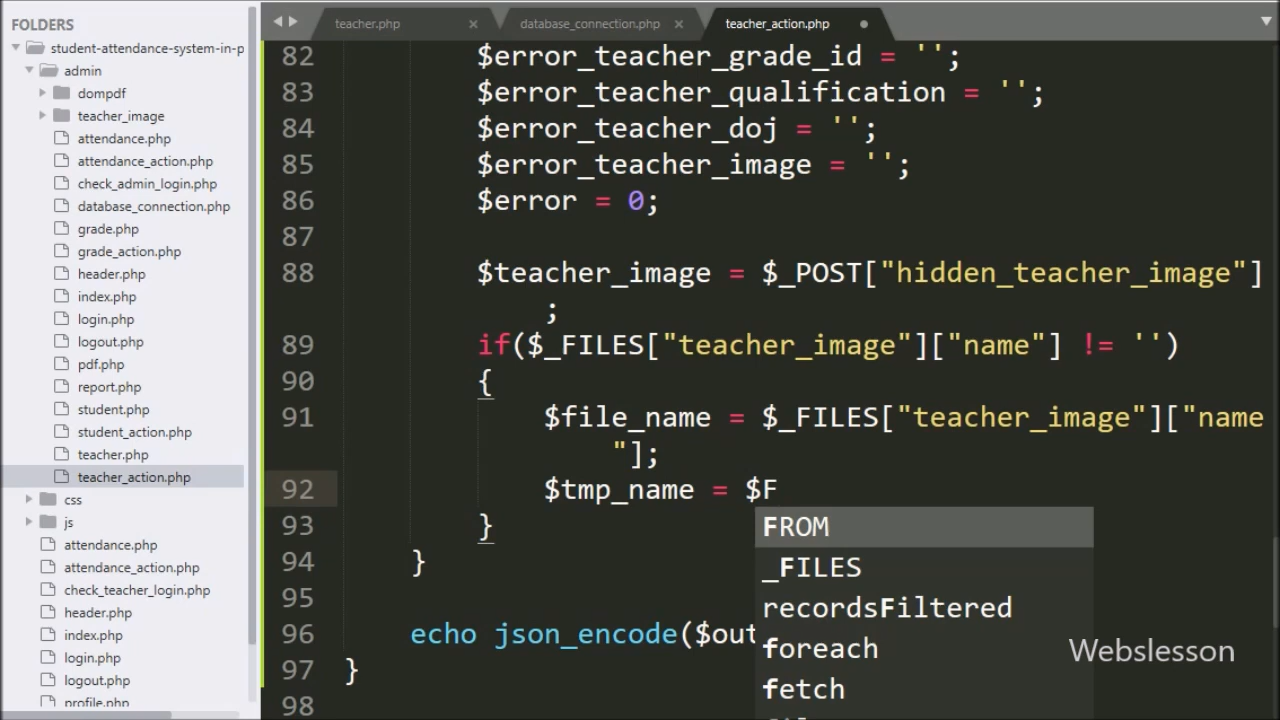 FOLDERS
student-attendance-system-in-p
admin
dompdf
teacher_image
attendance.php
attendance_action.php
check_admin_login.php
database_connection.php
grade.php
grade_action.php
header.php
index.php
login.php
logout.php
pdf.php
report.php
student.php
student_action.php
teacher.php
teacher_action.php
css
js
attendance.php
attendance_action.php
check_teacher_login.php
header.php
index.php
login.php
logout.php
profile.php
teacher.php × database_connection.php × teacher_action.php
82 $error_teacher_grade_id = '';
83 $error_teacher_qualification = '';
84 $error_teacher_doj = '';
85 $error_teacher_image = '';
86 $error = 0;
87
88 $teacher_image = $_POST["hidden_teacher_image"]
;
89 if($_FILES["teacher_image"]["name"] != '')
90 {
91 $file_name = $_FILES["teacher_image"]["name
"];
92 $tmp_name = $F
93 }
94 }
95
96 echo json_encode($out
97 }
98
FROM
_FILES
recordsFiltered
foreach
fetch
Webslesson